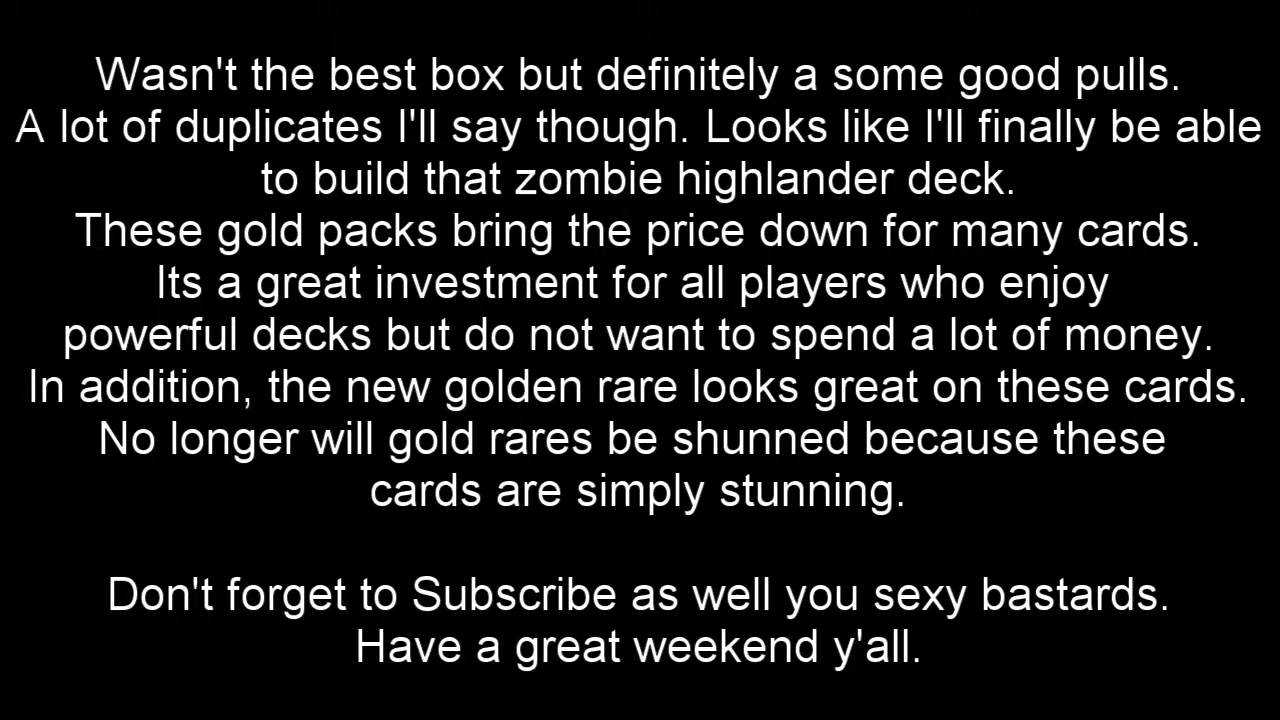 Wasn't the best box but definitely a some good pulls.
A lot of duplicates I'll say though. Looks like I'll finally be able
to build that zombie highlander deck.
These gold packs bring the price down for many cards.
Its a great investment for all players who enjoy
powerful decks but do not want to spend a lot of money.
In addition, the new golden rare looks great on these cards.
No longer will gold rares be shunned because these
cards are simply stunning.
Don't forget to Subscribe as well you sexy bastards.
Have a great weekend y'all.